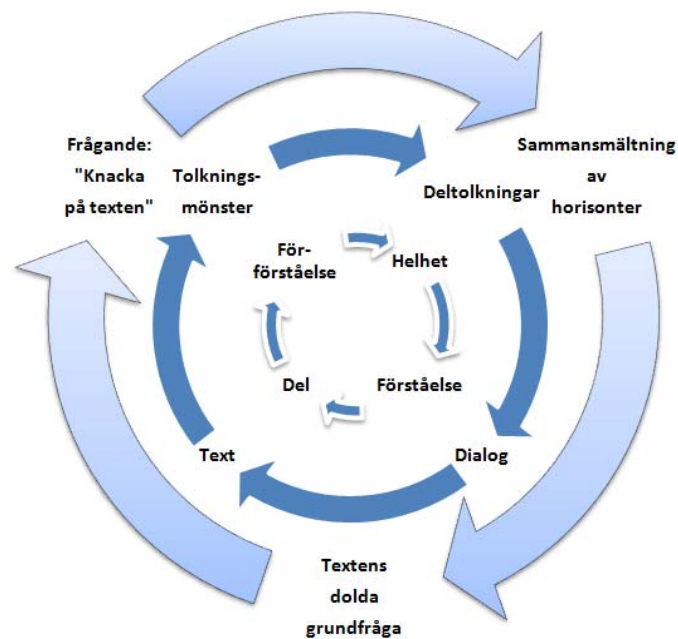 Frågande:
"Knacka
på texten"
Tolknings-
mönster
Sammansmältning
av
horisonter
Deltolkningar
För-
förståelse
Helhet
Del
Förståelse
Text
Dialog
Textens
dolda
grundfråga